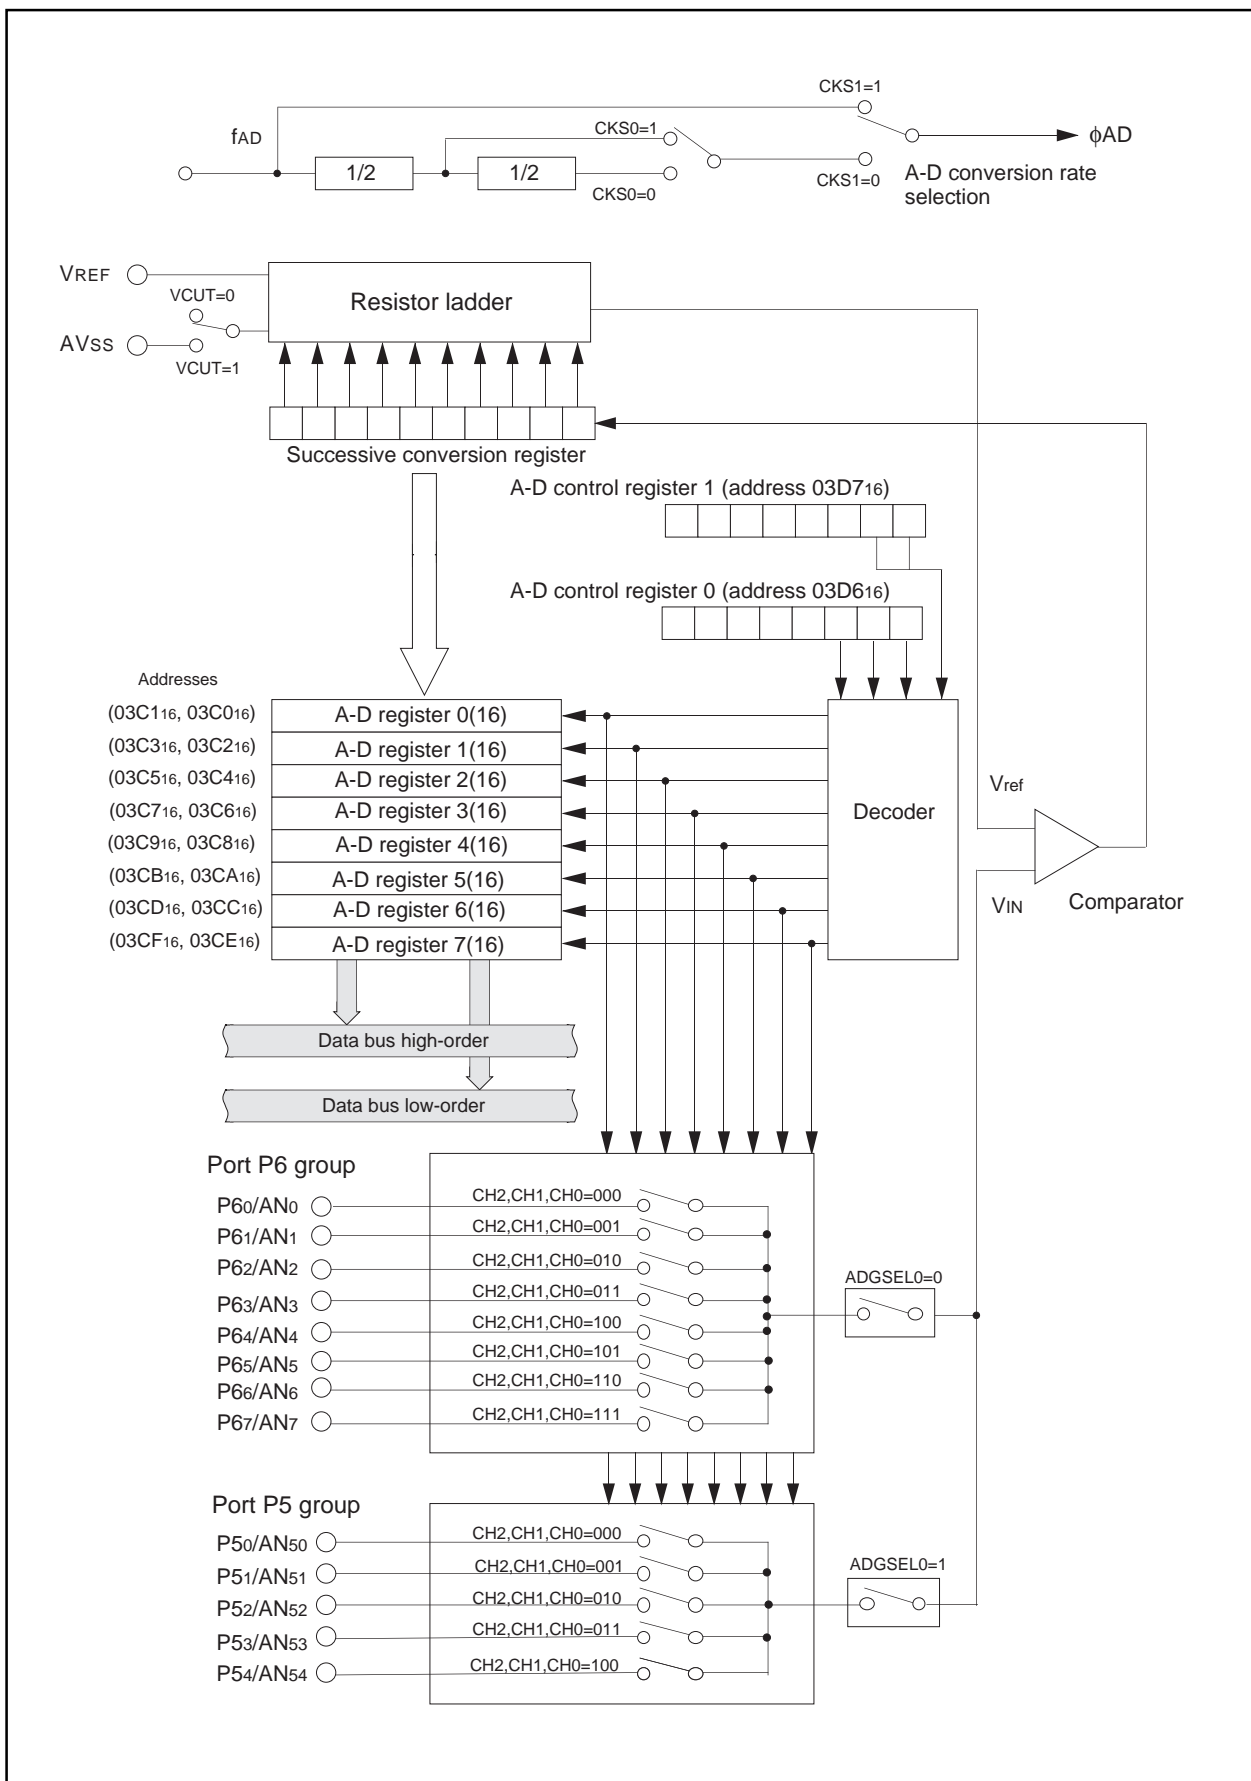 CKS1=1
fAD
CKS0=1
ϕAD
1/2
1/2
CKS0=0
CKS1=0
A-D conversion rate
selection
VREF
VCUT=0
Resistor ladder
AVSS
VCUT=1
Successive conversion register
A-D control register 1 (address 03D716)
A-D control register 0 (address 03D616)
Addresses
(03C116, 03C016)
A-D register 0(16)
(03C316, 03C216)
A-D register 1(16)
(03C516, 03C416)
A-D register 2(16)
(03C716, 03C616)
A-D register 3(16)
(03C916, 03C816)
A-D register 4(16)
(03CB16, 03CA16)
A-D register 5(16)
(03CD16, 03CC16)
A-D register 6(16)
(03CF16, 03CE16)
A-D register 7(16)
Decoder
Vref
VIN
Comparator
Data bus high-order
Data bus low-order
Port P6 group
P60/AN0
CH2,CH1,CH0=000
P61/AN1
CH2,CH1,CH0=001
P62/AN2
CH2,CH1,CH0=010
P63/AN3
CH2,CH1,CH0=011
P64/AN4
CH2,CH1,CH0=100
P65/AN5
CH2,CH1,CH0=101
P66/AN6
CH2,CH1,CH0=110
P67/AN7
CH2,CH1,CH0=111
ADGSEL0=0
Port P5 group
P50/AN50
CH2,CH1,CH0=000
P51/AN51
CH2,CH1,CH0=001
P52/AN52
CH2,CH1,CH0=010
P53/AN53
CH2,CH1,CH0=011
P54/AN54
CH2,CH1,CH0=100
ADGSEL0=1